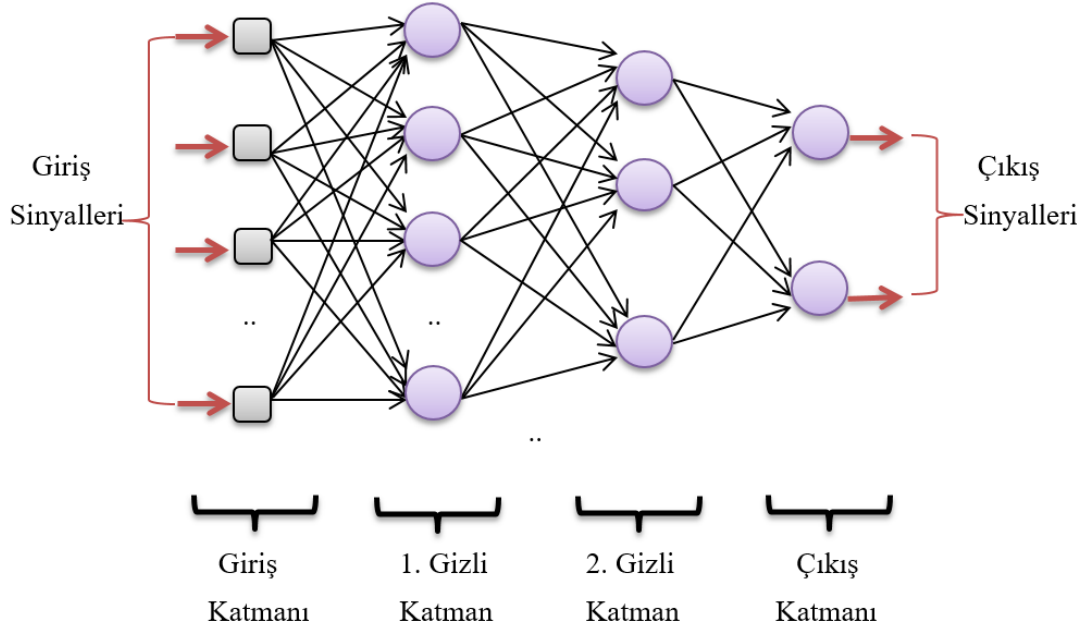 Giriş
Sinyalleri
Çıkış
Sinyalleri
..
..
..
Giriş
Katmanı
1. Gizli
Katman
2. Gizli
Katman
Çıkış
Katmanı